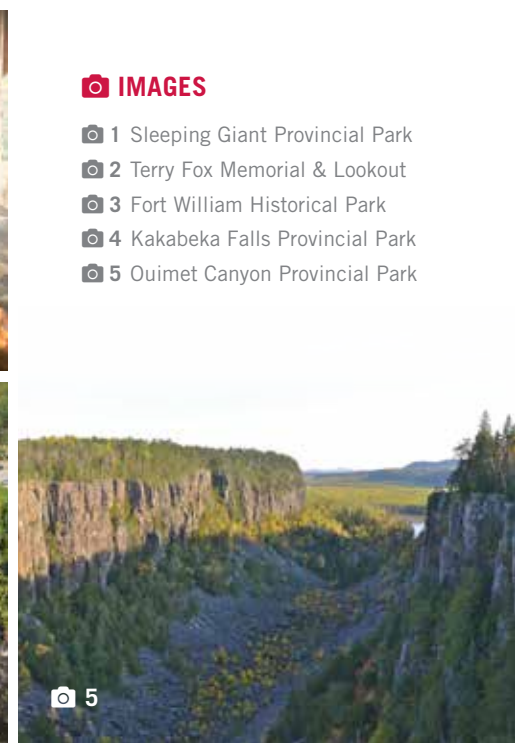 IMAGES
1 Sleeping Giant Provincial Park
2 Terry Fox Memorial & Lookout
3 Fort William Historical Park
4 Kakabeka Falls Provincial Park
5 Ouimet Canyon Provincial Park
5